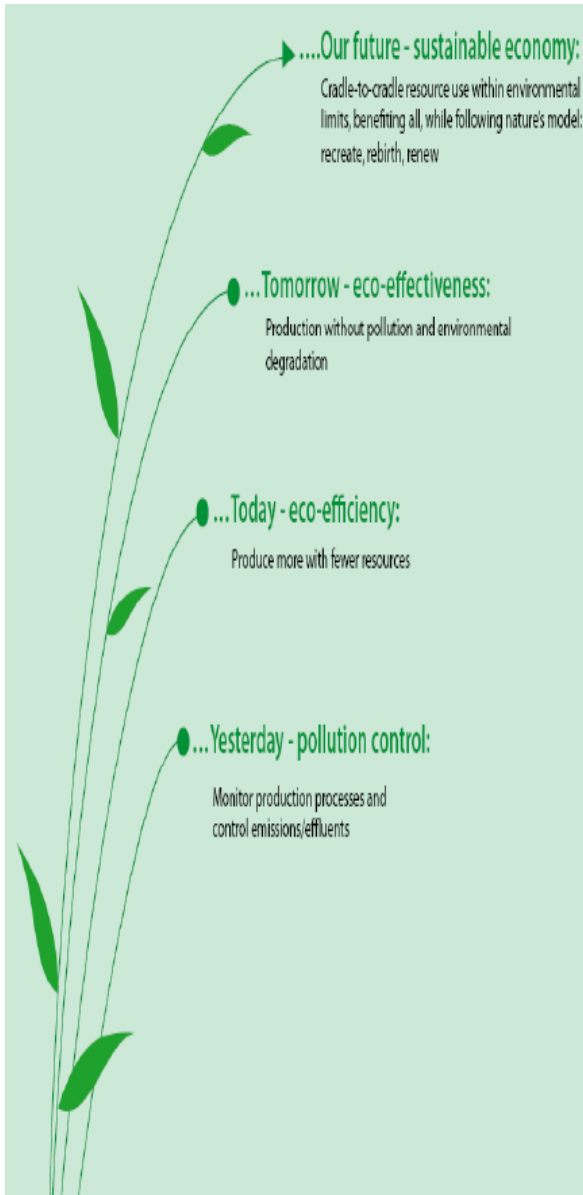 ....Our future - sustainable economy:
Cradle-to-cradle resource use within environmental
limits, benefiting all, while following nature's model:
recreate, rebirth, renew
...Tomorrow - eco-effectiveness:
Production without pollution and environmental
degradation
...Today - eco-efficiency:
Produce more with fewer resources
...Yesterday - pollution control:
Monitor production processes and
control emissions/effluents